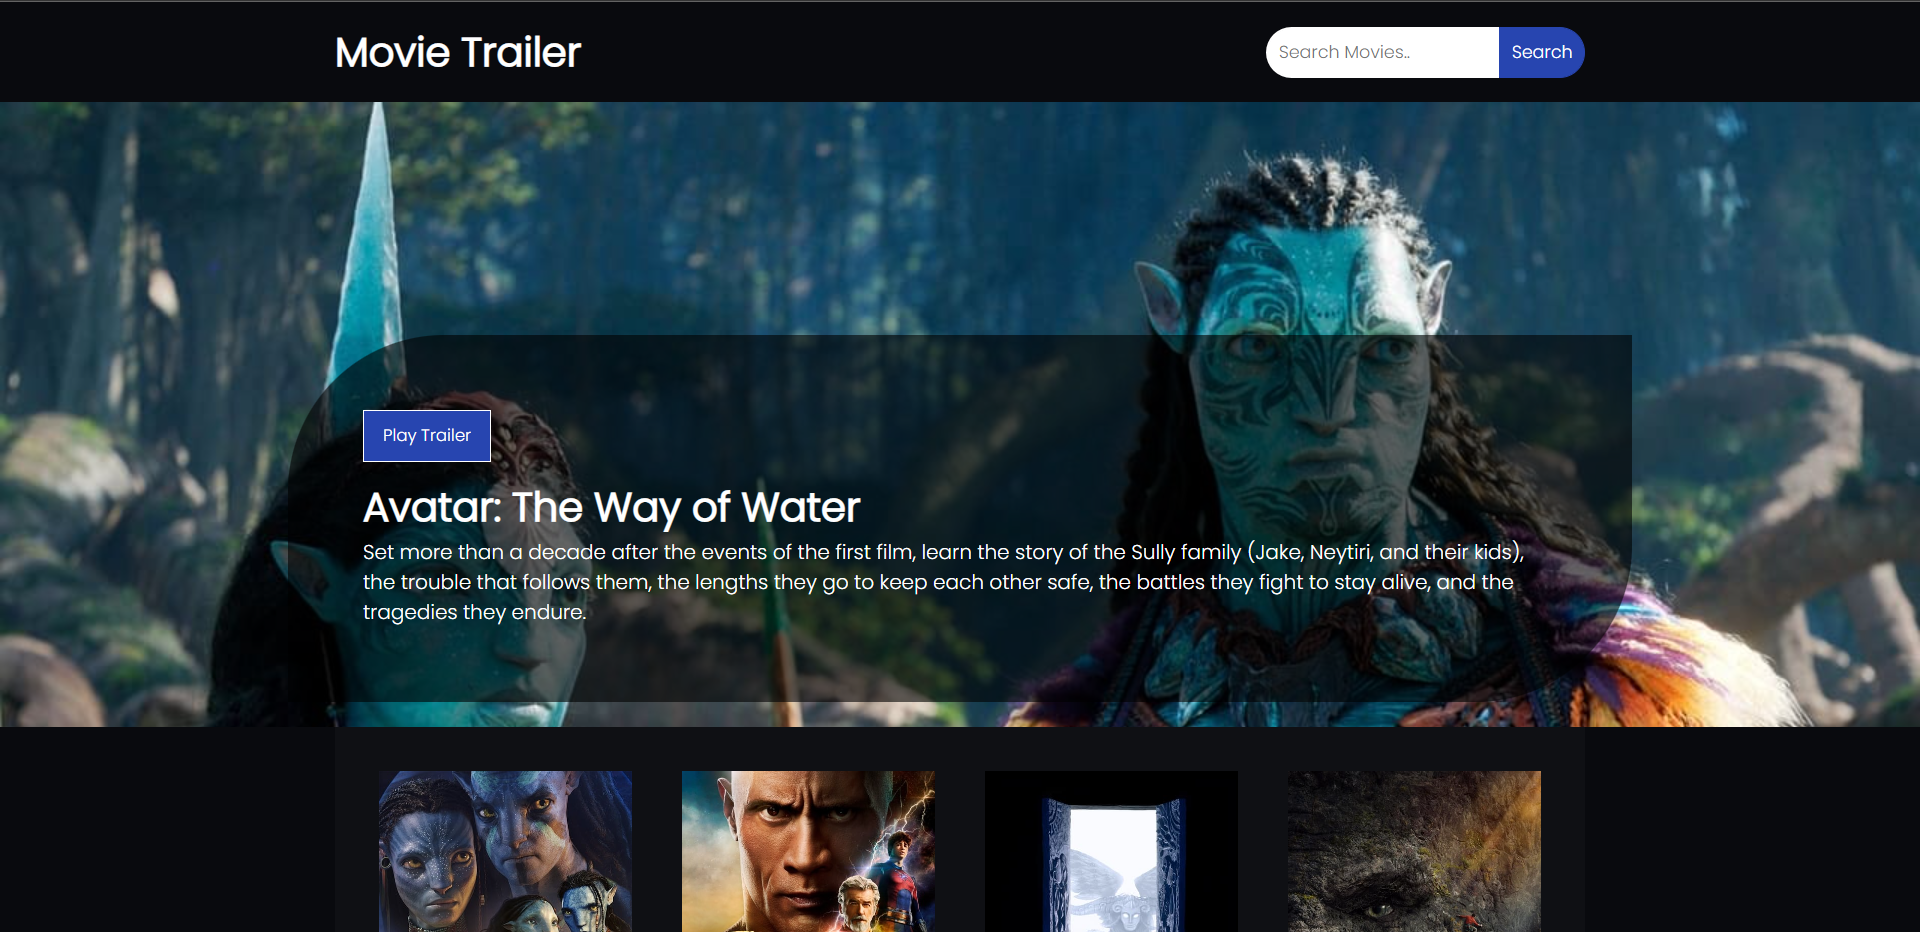 Movie Trailer
Search Movies..
Search
Play Trailer
Avatar: The Way of Water
Set more than a decade after the events of the first film, learn the story of the Sully family (Jake, Neytiri, and their kids),
the trouble that follows them, the lengths they go to keep each other safe, the battles they fight to stay alive, and the
tragedies they endure.